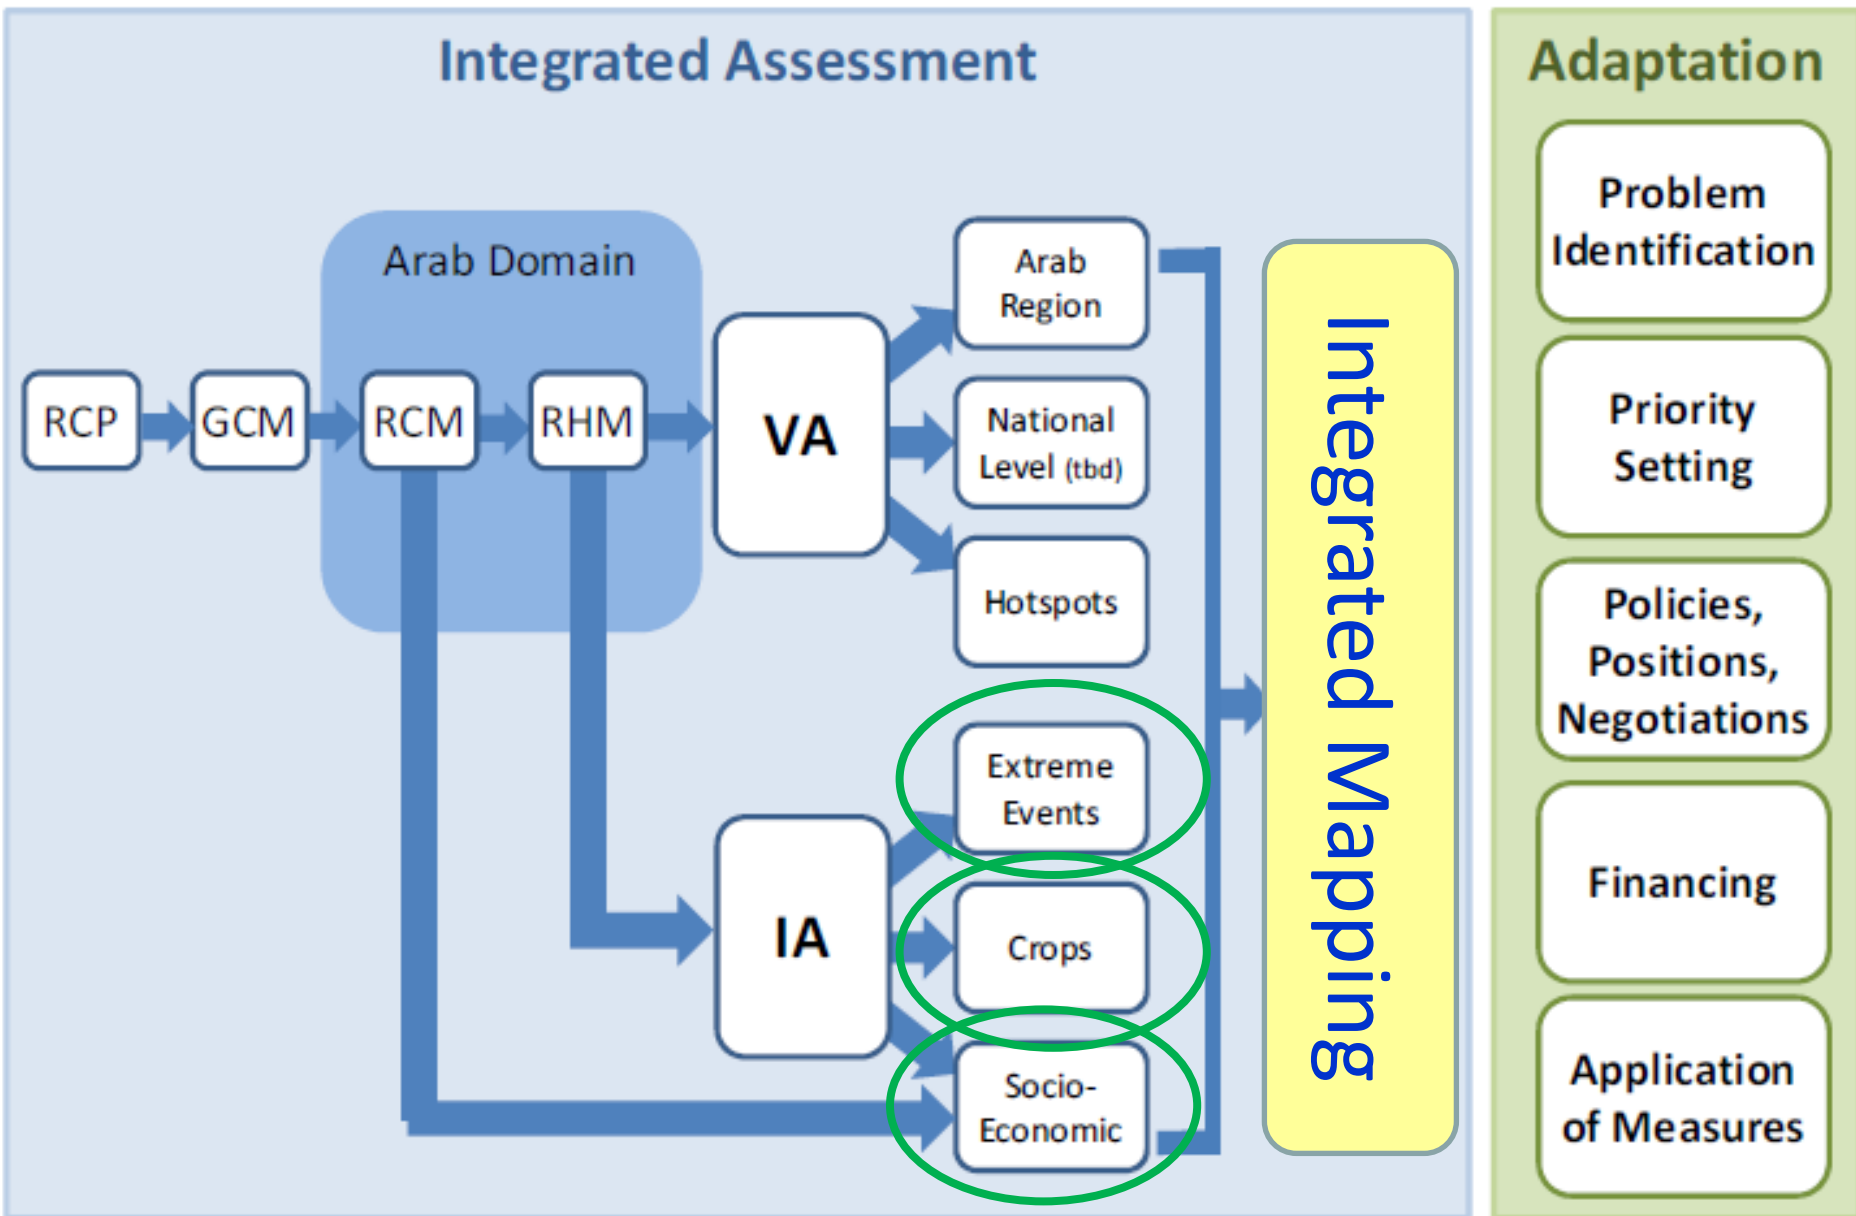 Integrated Assessment
Adaptation
Arab Domain
RCP
GCM
RCM
RHM
VA
Arab
Region
National
Level (tbd)
Hotspots
IA
Extreme
Events
Crops
Socio-
Economic
Integrated Mapping
Problem
Identification
Priority
Setting
Policies,
Positions,
Negotiations
Financing
Application
of Measures